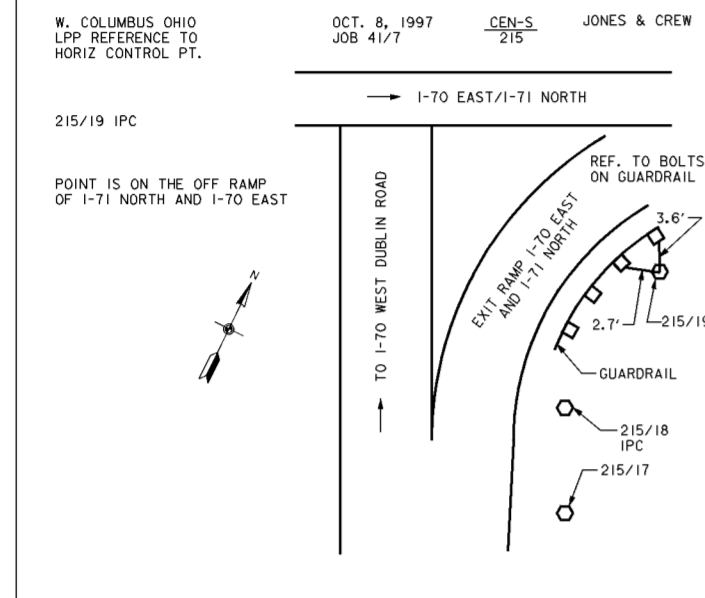 W. COLUMBUS OHIO
LPP REFERENCE TO
HORIZ CONTROL PT.
OCT. 8, 1997
JOB 41/7
CEN-S
215
JONES & CREW
I-70 EAST/I-71 NORTH
215/19 IPC
POINT IS ON THE OFF RAMP
OF I-71 NORTH AND I-70 EAST
N
TO I-70 WEST DUBLIN ROAD
EXIT RAMP I-70 EAST
AND I-71 NORTH
REF. TO BOLTS
ON GUARDRAIL
3.6'
2.7'
215/19
GUARDRAIL
215/18
IPC
215/17